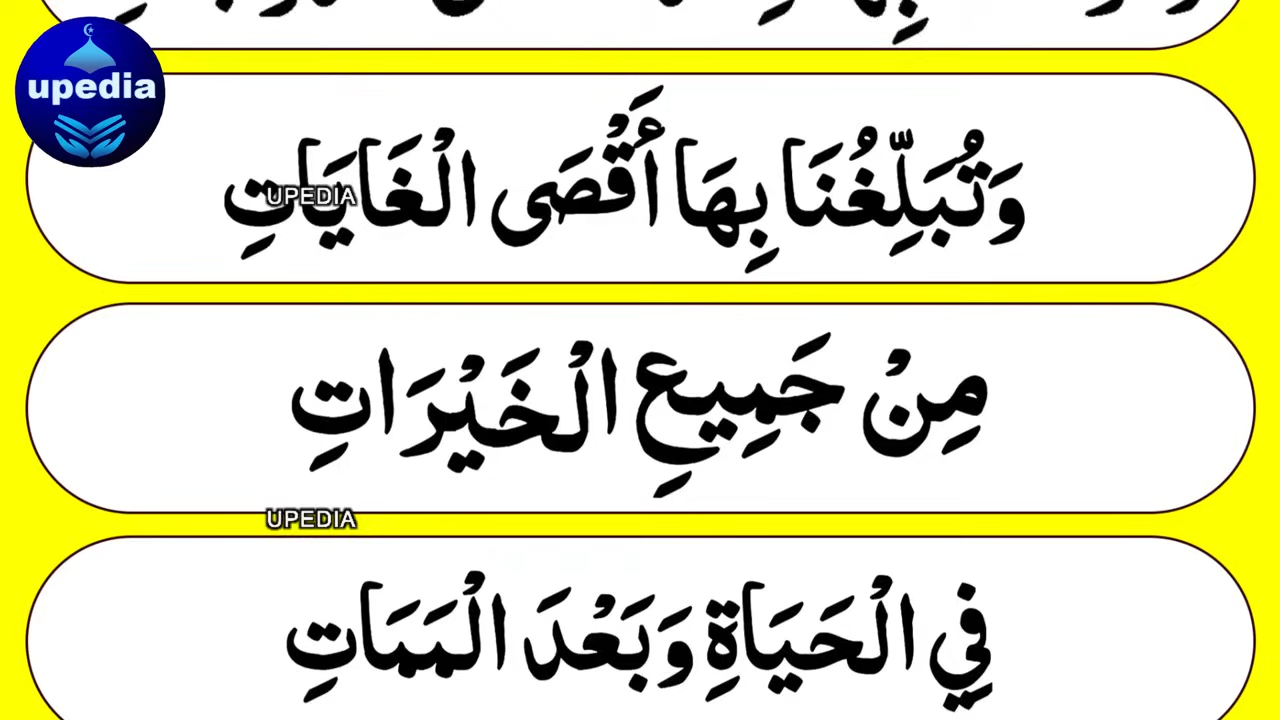 upedia
وَتُبَلِّغُنَا بِهَا أَقْصَى الْغَايَاتِ
UPEDIA
مِنْ جَمِيعِ الْخَيْرَاتِ
UPEDIA
فِي الْحَيَاةِ وَبَعْدَ الْمَمَاتِ